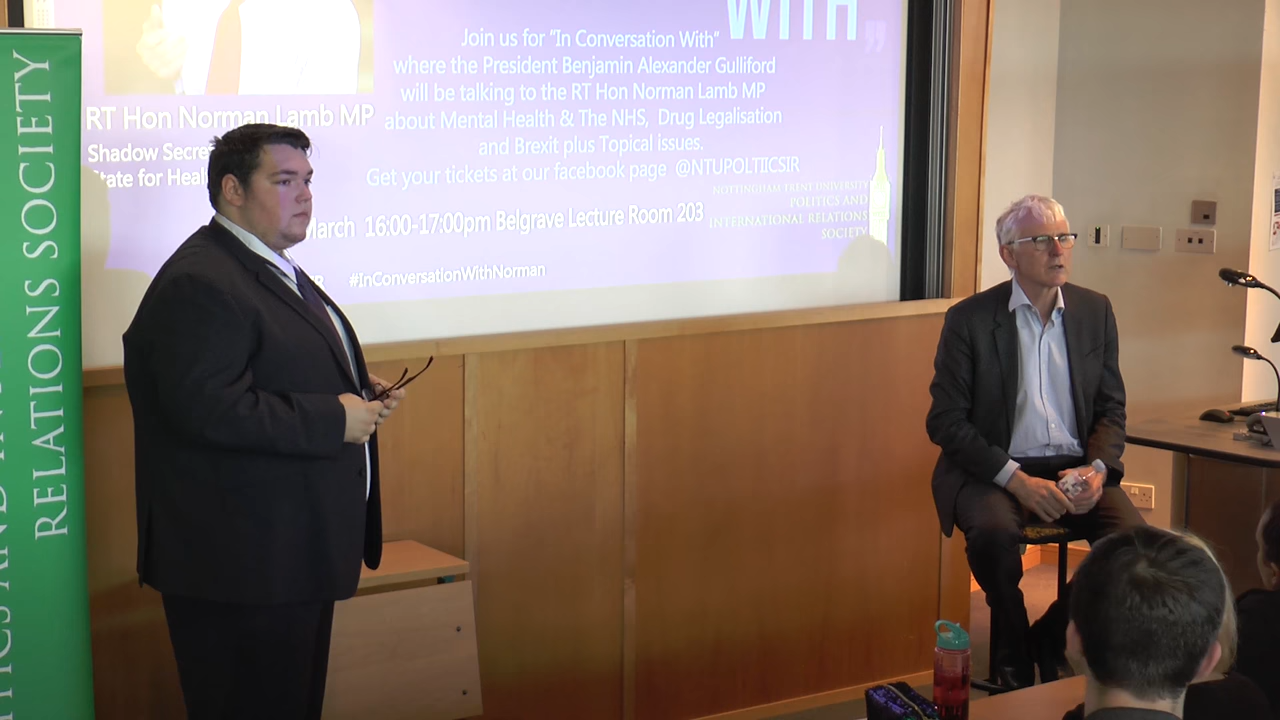 RELATIONS SOCIETY
WITH"
Join us for "In Conversation With"
where the President Benjamin Alexander Gulliford
will be talking to the RT Hon Norman Lamb MP
about Mental Health & The NHS, Drug Legalisation
and Brexit plus Topical issues.
Get your tickets at our facebook page @NTUPOLTIICSIR
RT Hon Norman Lamb MP
Shadow
State for
March 16:00-17:00pm Belgrave Lecture Room 203
#InConversationWithNorman
NOTTINGHAM TRENT UNIVERSITY
POLITICS AND
INTERNATIONAL RELATIONS
SOCIETY